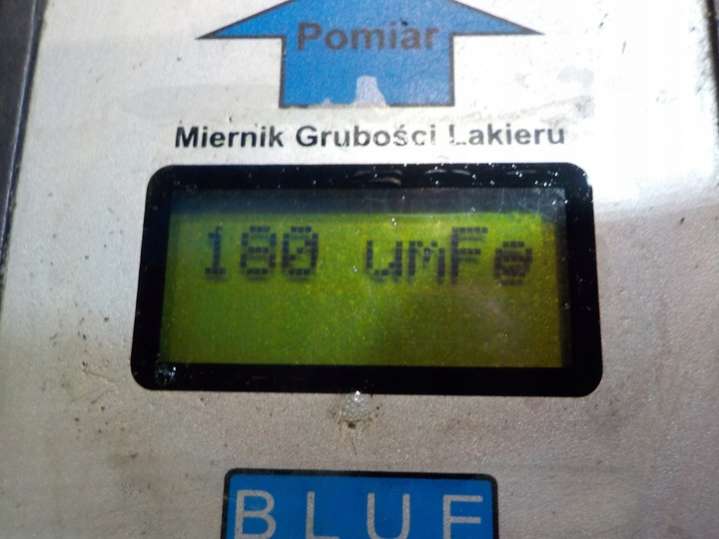 Pomiar
Miernik Grubości Lakieru
180 umFe
BLUE